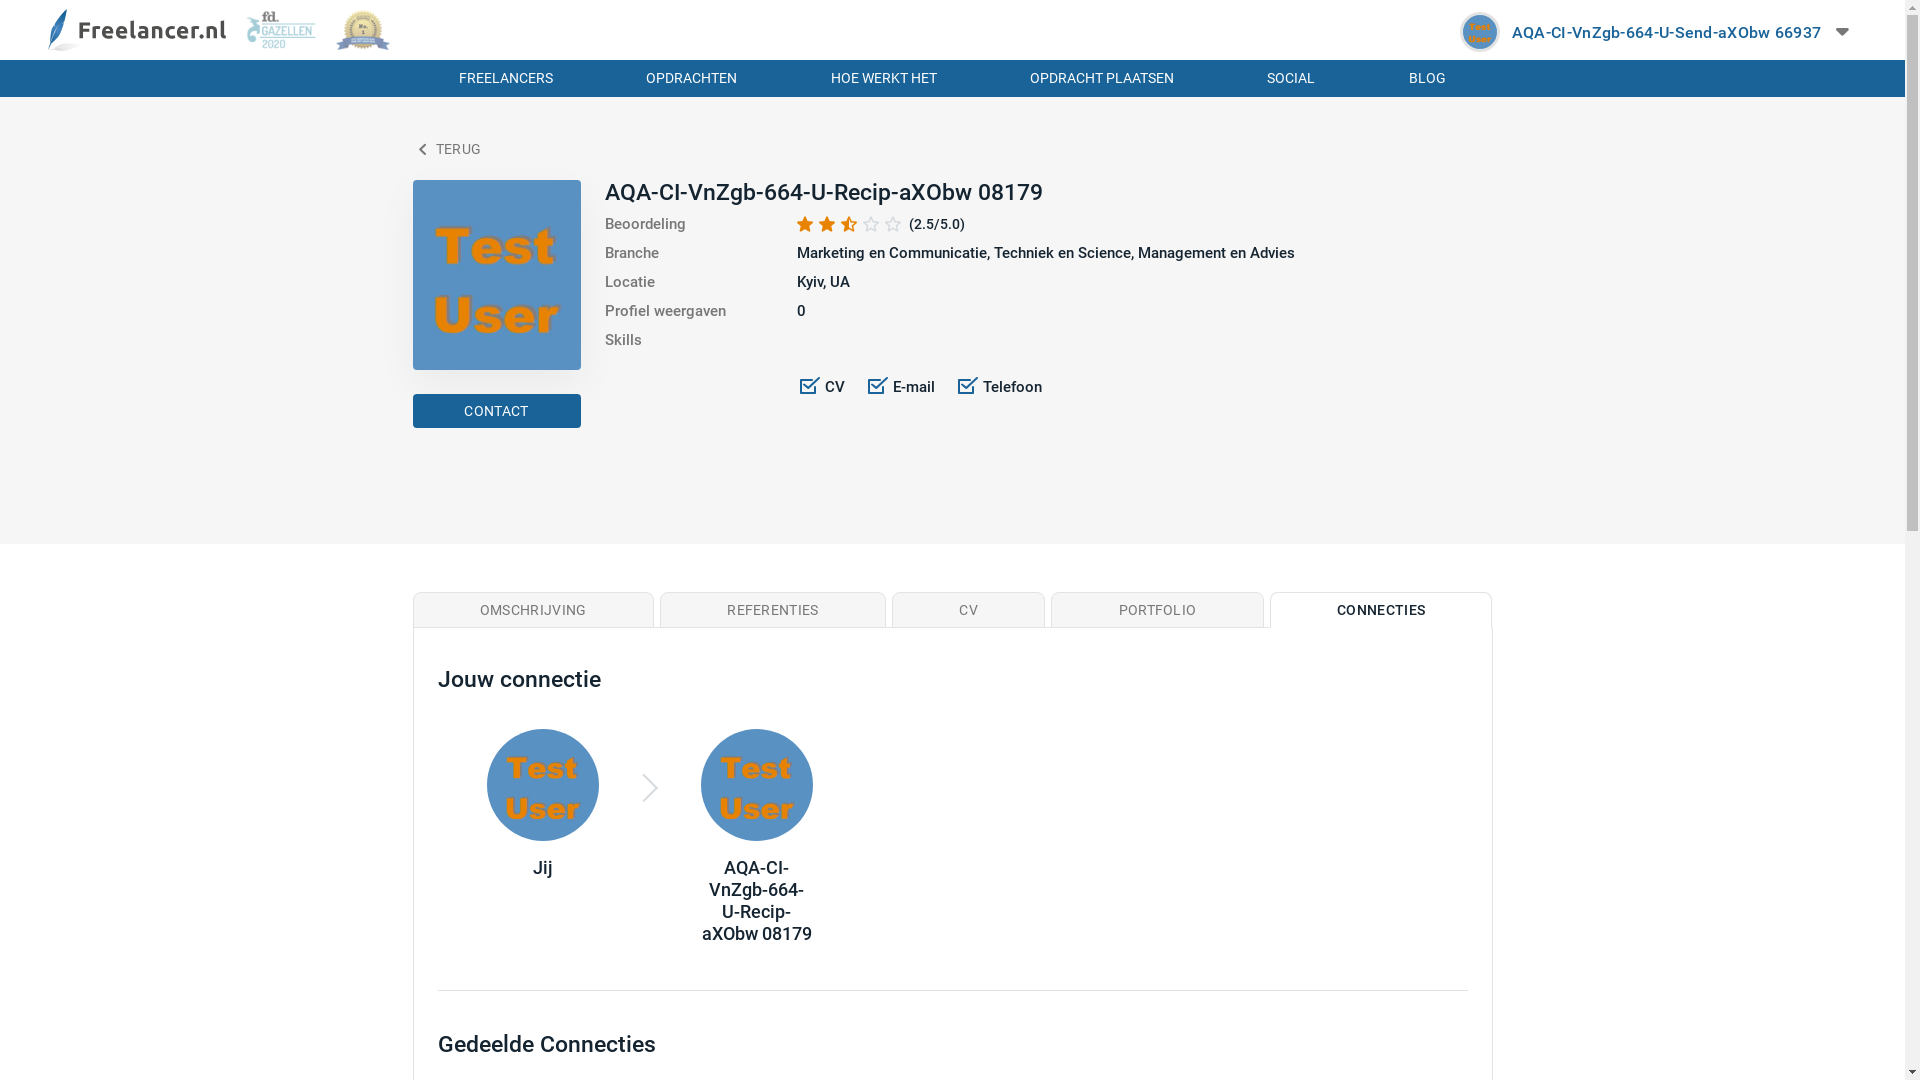 Freelancer.nl
fd.
GAZELLEN
2020
AQA-CI-VnZgb-664-U-Send-aXObw 66937
FREELANCERS OPDRACHTEN HOE WERKT HET OPDRACHT PLAATSEN SOCIAL BLOG
TERUG
Test
User
AQA-CI-VnZgb-664-U-Recip-aXObw 08179
Beoordeling (2.5/5.0)
Branche Marketing en Communicatie, Techniek en Science, Management en Advies
Locatie Kyiv, UA
Profiel weergaven 0
Skills
CV E-mail Telefoon
CONTACT
OMSCHRIJVING REFERENTIES CV PORTFOLIO CONNECTIES
Jouw connectie
Test
User
Test
User
Jij
AQA-CI-
VnZgb-664-
U-Recip-
aXObw 08179
Gedeelde Connecties